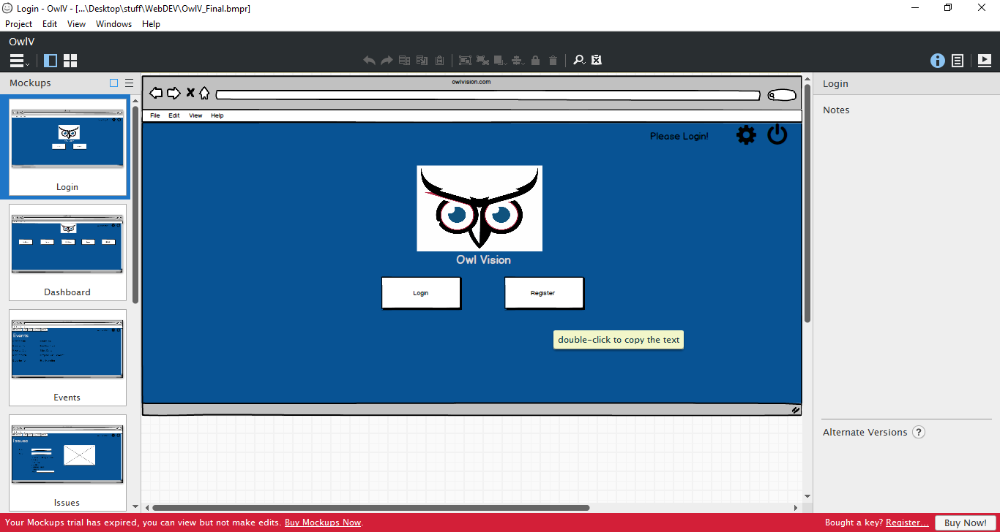 Login - OwlV - [...\Desktop\stuff\WebDEV\OwlV_Final.bmpr]
Project Edit View Windows Help
OwlV
Mockups
Login
Dashboard
Events
Events
Issues
Issues
owlvision.com
File Edit View Help
Please Login!
Owl Vision
Login Register
double-click to copy the text
Login
Notes
Alternate Versions ?
Your Mockups trial has expired, you can view but not make edits. Buy Mockups Now.
Bought a key? Register... Buy Now!